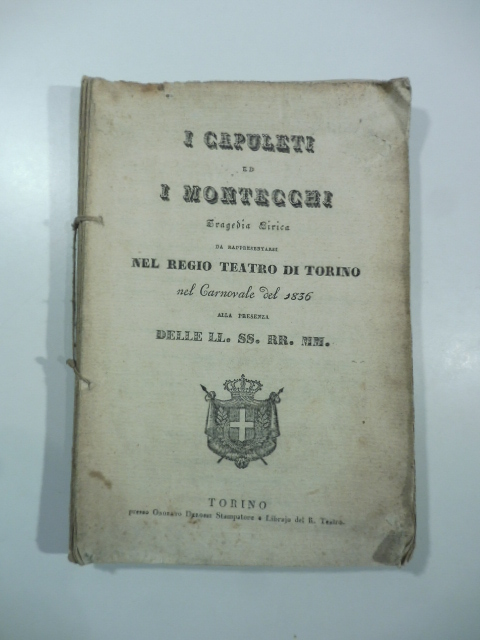 I CAPULETI
ED
I MONTECCHI
Tragedia Lirica
DA RAPPRESENTARSI
NEL REGIO TEATRO DI TORINO
nel Carnovale del 1836
ALLA PRESENZA
DELLE LL. SS. RR. MM.
TORINO
presso Onorato Derossi Stampatore e Librajo del R. Teatro.